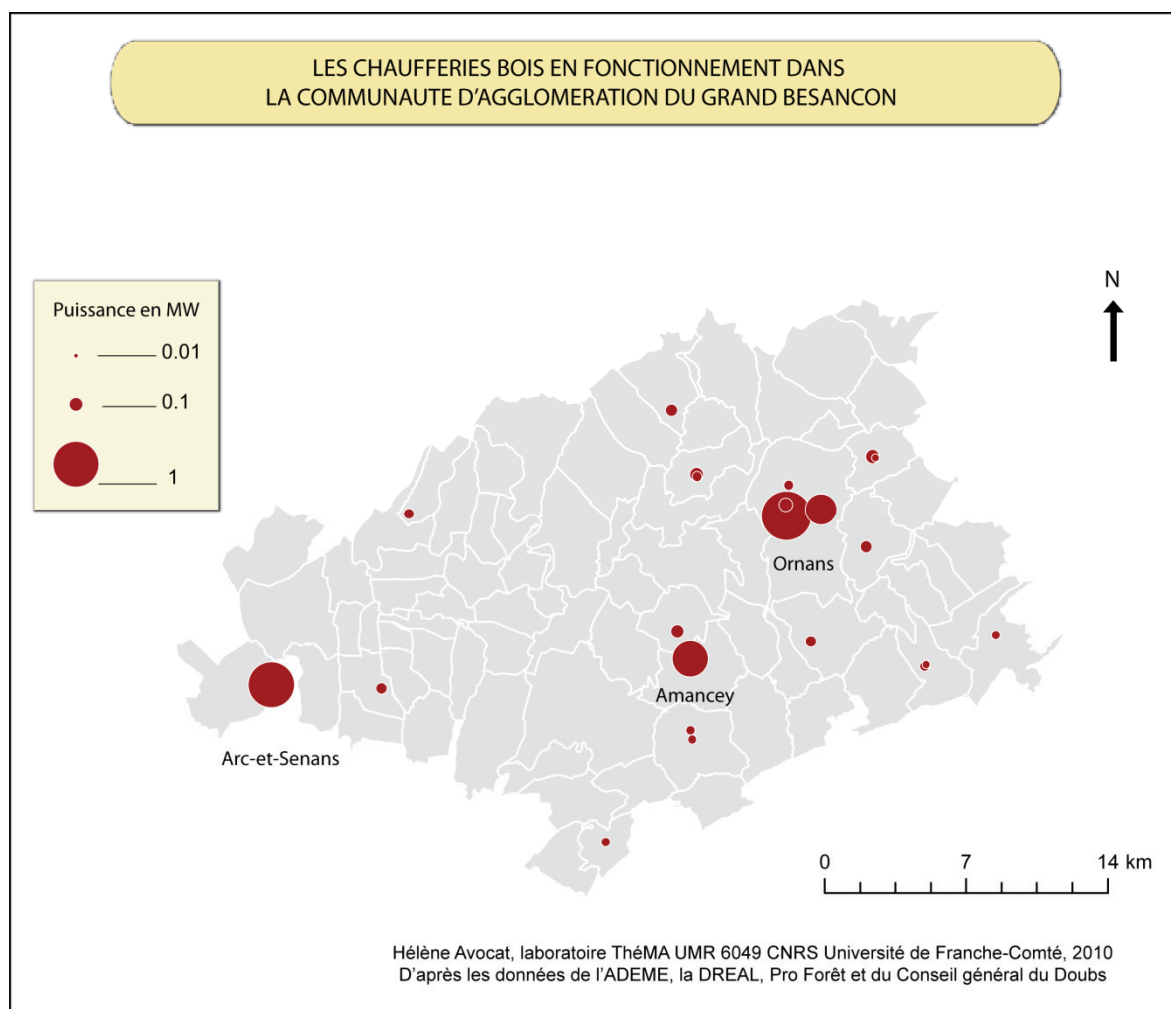 LES CHAUFFERIES BOIS EN FONCTIONNEMENT DANS
LA COMMUNAUTE D'AGGLOMERATION DU GRAND BESANCON
Puissance en MW
0.01
0.1
1
N
Ornans
Amancey
Arc-et-Senans
0 7 14 km
Hélène Avocat, laboratoire ThéMA UMR 6049 CNRS Université de Franche-Comté, 2010
D'après les données de l'ADEME, la DREAL, Pro Forêt et du Conseil général du Doubs